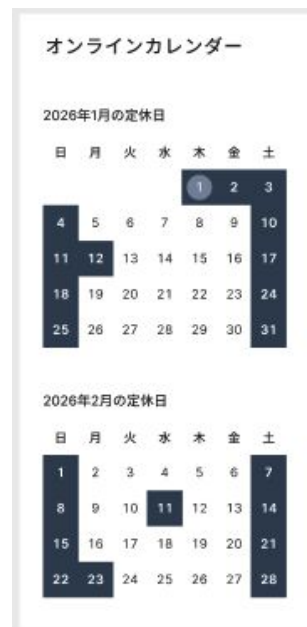 オンラインカレンダー
2026年1月の定休日
日 月 火 水 木 金 土
1 2 3
4 5 6 7 8 9 10
11 12 13 14 15 16 17
18 19 20 21 22 23 24
25 26 27 28 29 30 31
2026年2月の定休日
日 月 火 水 木 金 土
1 2 3 4 5 6 7
8 9 10 11 12 13 14
15 16 17 18 19 20 21
22 23 24 25 26 27 28